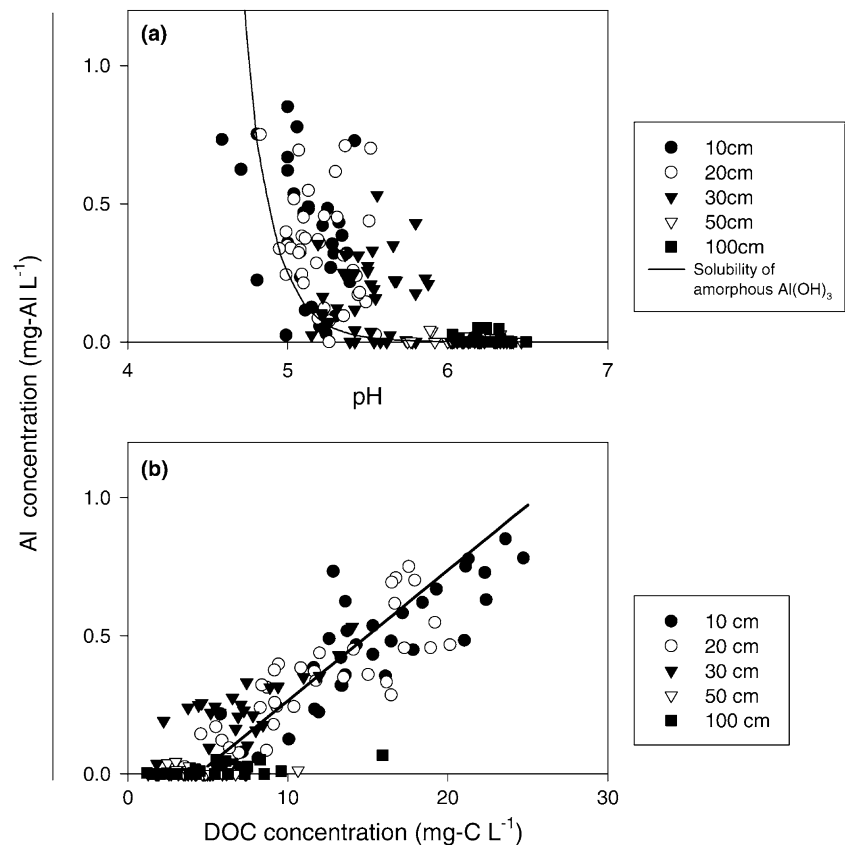 (a)
1.0
0.5
0.0
4 5 6 7
pH
10cm
20cm
30cm
50cm
100cm
Solubility of
amorphous Al(OH)3
Al concentration (mg-Al L-1)
(b)
1.0
0.5
0.0
0 10 20 30
DOC concentration (mg-C L-1)
10 cm
20 cm
30 cm
50 cm
100 cm